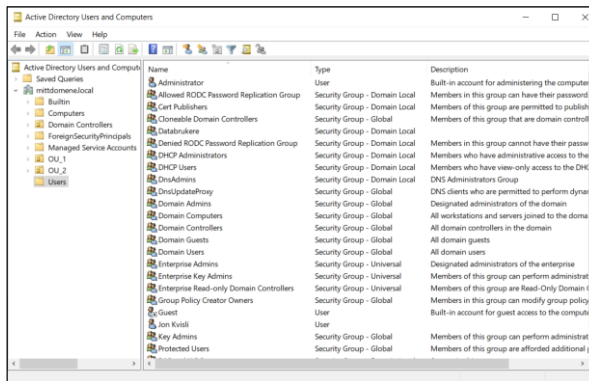 Active Directory Users and Computers
File Action View Help
Active Directory Users and Comput
Saved Queries
mittdomene.local
Builtin
Computers
Domain Controllers
ForeignSecurityPrincipals
Managed Service Accounts
OU_1
OU_2
Users
Name Type Description
Administrator User Built-in account for administering the computer
Allowed RODC Password Replication Group Security Group - Domain Local Members in this group can have their password
Cert Publishers Security Group - Domain Local Members of this group are permitted to publish
Cloneable Domain Controllers Security Group - Global Members of this group that are domain controll
Databrukere Security Group - Domain Local
Denied RODC Password Replication Group Security Group - Domain Local Members in this group cannot have their passw
DHCP Administrators Security Group - Domain Local Members who have administrative access to the
DHCP Users Security Group - Domain Local Members who have view-only access to the DHC
DnsAdmins Security Group - Domain Local DNS Administrators Group
DnsUpdateProxy Security Group - Global DNS clients who are permitted to perform dynar
Domain Admins Security Group - Global Designated administrators of the domain
Domain Computers Security Group - Global All workstations and servers joined to the doma
Domain Controllers Security Group - Global All domain controllers in the domain
Domain Guests Security Group - Global All domain guests
Domain Users Security Group - Global All domain users
Enterprise Admins Security Group - Universal Designated administrators of the enterprise
Enterprise Key Admins Security Group - Universal Members of this group can perform administrat
Enterprise Read-only Domain Controllers Security Group - Universal Members of this group are Read-Only Domain C
Group Policy Creator Owners Security Group - Global Members in this group can modify group policy
Guest User Built-in account for guest access to the compute
Jon Kvisli User
Key Admins Security Group - Global Members of this group can perform administrat
Protected Users Security Group - Global Members of this group are afforded additional p